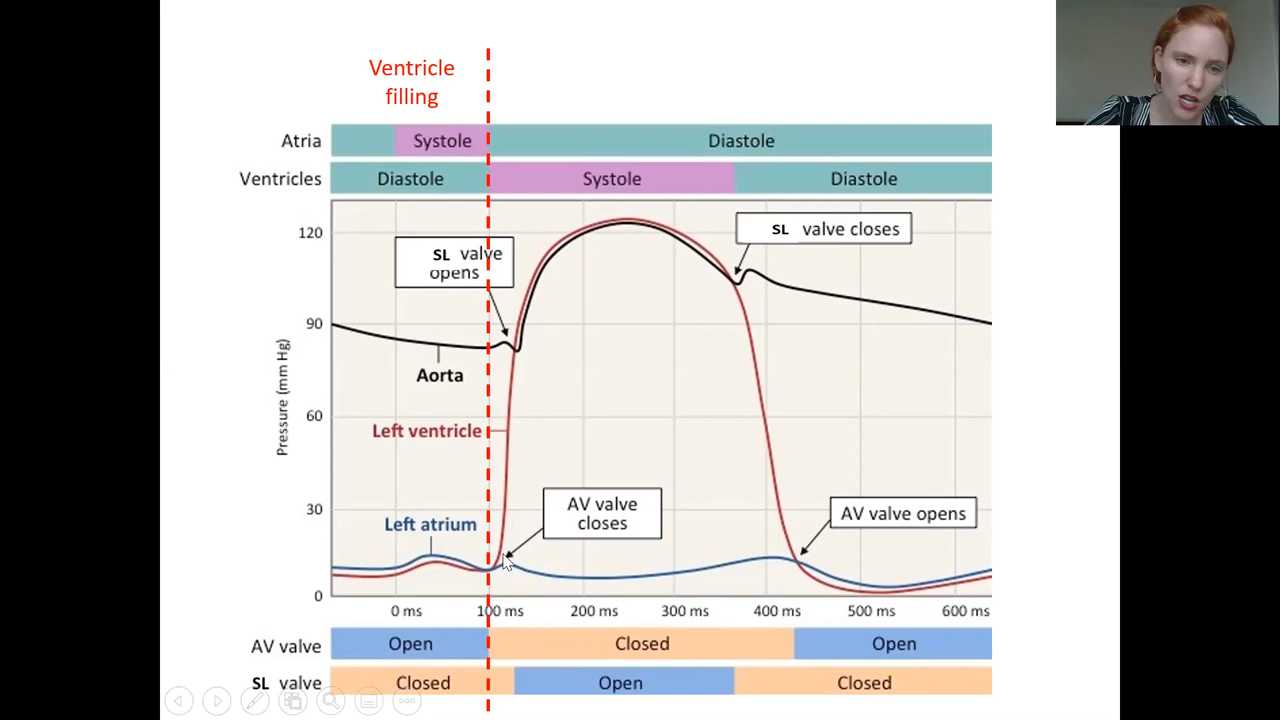 Ventricle
filling
Atria
Systole
Diastole
Ventricles
Diastole
Systole
Diastole
120
90
60
30
0
Pressure (mm Hg)
SL valve
opens
SL valve closes
Aorta
Left ventricle
AV valve
closes
Left atrium
AV valve opens
0 ms
100 ms
200 ms
300 ms
400 ms
500 ms
600 ms
AV valve
Open
Closed
Open
SL valve
Closed
Open
Closed